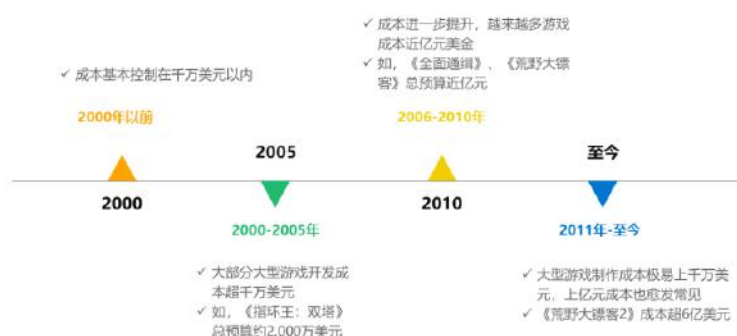 ✓ 成本进一步提升，越来越多游戏
成本近亿元美金
✓ 如，《全面通缉》、《荒野大镖
客》总预算近亿元
✓ 成本基本控制在千万美元以内
2000年以前
2006-2010年
2005
至今
2000
2010
2000-2005年
2011年-至今
✓ 大部分大型游戏开发成
本超千万美元
✓ 如，《指环王：双塔》
总预算约2,000万美元
✓ 大型游戏制作成本极易上千万美
元，上亿元成本也愈发常见
✓ 《荒野大镖客2》成本超6亿美元